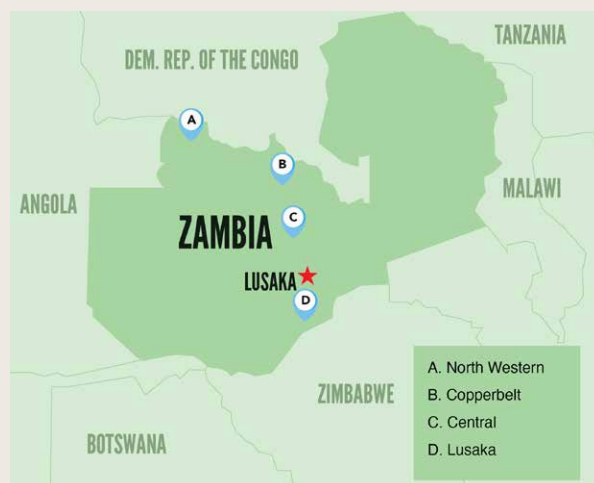 TANZANIA
DEM. REP. OF THE CONGO
A
B
MALAWI
ANGOLA
C
ZAMBIA
LUSAKA
D
ZIMBABWE
BOTSWANA
A. North Western
B. Copperbelt
C. Central
D. Lusaka